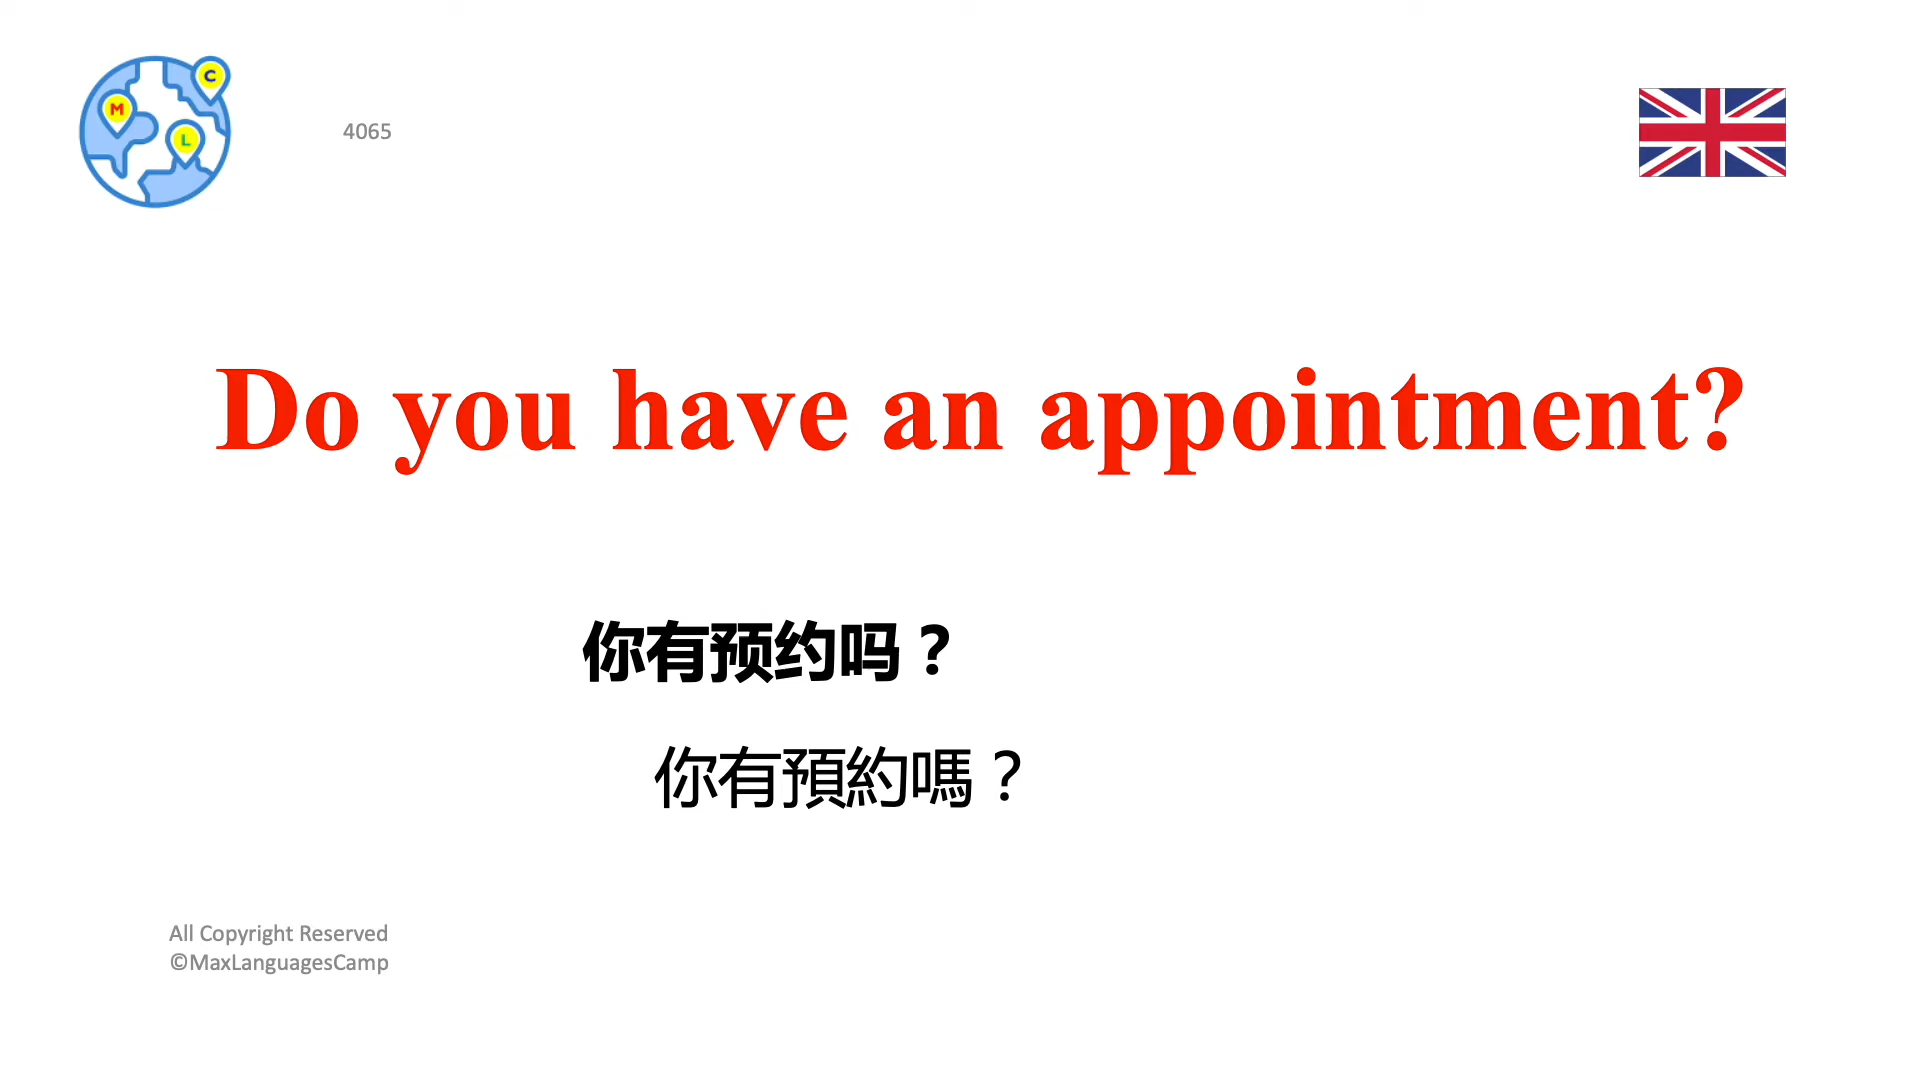 C
M
L
4065
Do you have an appointment?
你有预约吗？
你有預約嗎？
All Copyright Reserved
©MaxLanguagesCamp